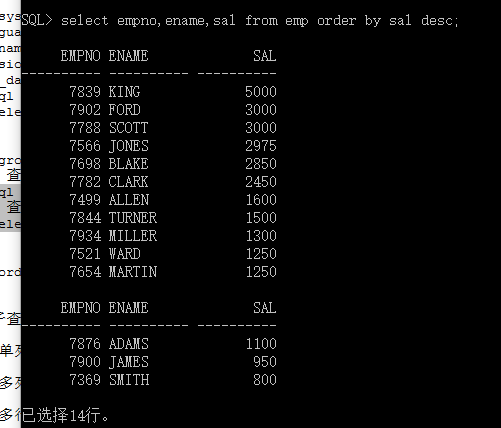 SQL> select empno,ename,sal from emp order by sal desc;
EMPNO ENAME SAL
---------- ---------- ----------
7839 KING 5000
7902 FORD 3000
7788 SCOTT 3000
7566 JONES 2975
7698 BLAKE 2850
7782 CLARK 2450
7499 ALLEN 1600
7844 TURNER 1500
7934 MILLER 1300
7521 WARD 1250
7654 MARTIN 1250
EMPNO ENAME SAL
---------- ---------- ----------
7876 ADAMS 1100
7900 JAMES 950
7369 SMITH 800
已选择14行。